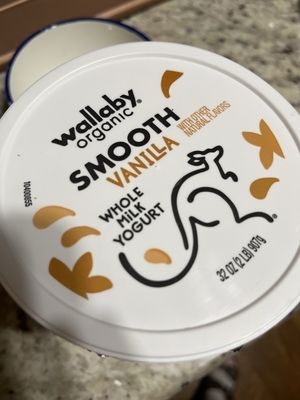 wallaby®
organic
SMOOTH
VANILLA
WITH OTHER
NATURAL FLAVORS
WHOLE
MILK
YOGURT
32 OZ (2 LB) 907g